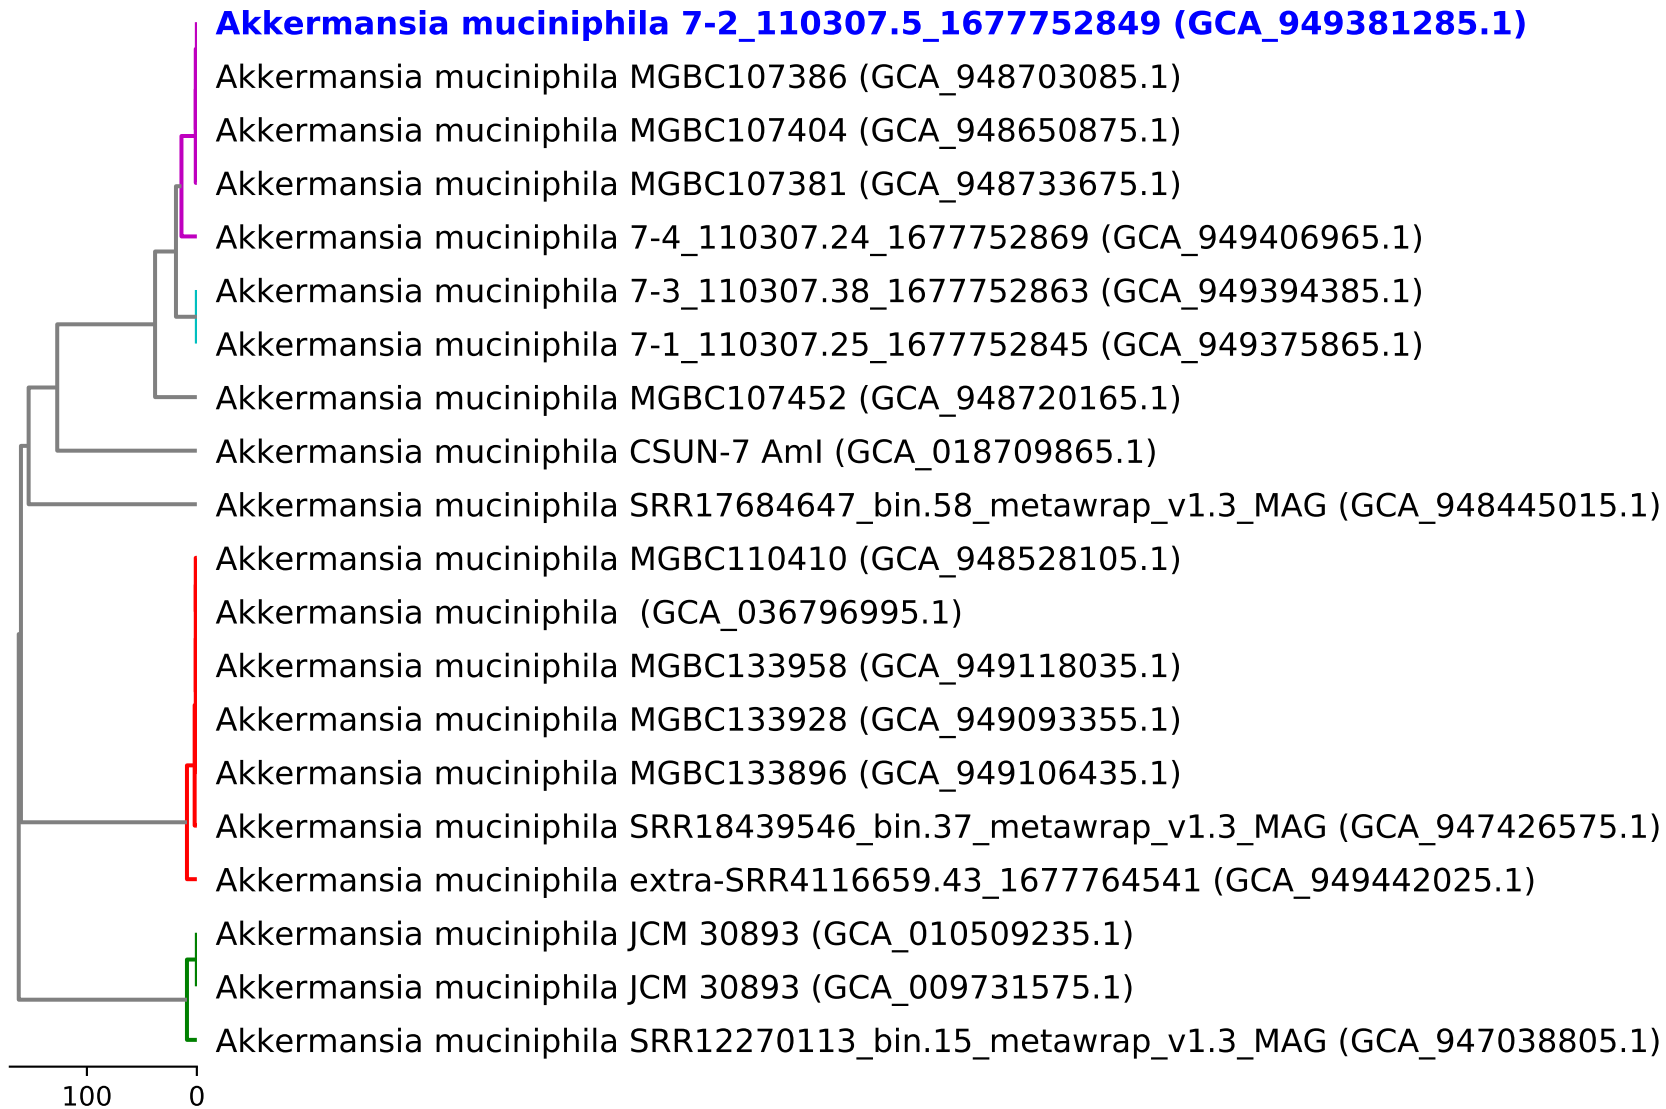 Akkermansia muciniphila 7-2_110307.5_1677752849 (GCA_949381285.1)
Akkermansia muciniphila MGBC107386 (GCA_948703085.1)
Akkermansia muciniphila MGBC107404 (GCA_948650875.1)
Akkermansia muciniphila MGBC107381 (GCA_948733675.1)
Akkermansia muciniphila 7-4_110307.24_1677752869 (GCA_949406965.1)
Akkermansia muciniphila 7-3_110307.38_1677752863 (GCA_949394385.1)
Akkermansia muciniphila 7-1_110307.25_1677752845 (GCA_949375865.1)
Akkermansia muciniphila MGBC107452 (GCA_948720165.1)
Akkermansia muciniphila CSUN-7 AmI (GCA_018709865.1)
Akkermansia muciniphila SRR17684647_bin.58_metawrap_v1.3_MAG (GCA_948445015.1)
Akkermansia muciniphila MGBC110410 (GCA_948528105.1)
Akkermansia muciniphila  (GCA_036796995.1)
Akkermansia muciniphila MGBC133958 (GCA_949118035.1)
Akkermansia muciniphila MGBC133928 (GCA_949093355.1)
Akkermansia muciniphila MGBC133896 (GCA_949106435.1)
Akkermansia muciniphila SRR18439546_bin.37_metawrap_v1.3_MAG (GCA_947426575.1)
Akkermansia muciniphila extra-SRR4116659.43_1677764541 (GCA_949442025.1)
Akkermansia muciniphila JCM 30893 (GCA_010509235.1)
Akkermansia muciniphila JCM 30893 (GCA_009731575.1)
Akkermansia muciniphila SRR12270113_bin.15_metawrap_v1.3_MAG (GCA_947038805.1)
100 0